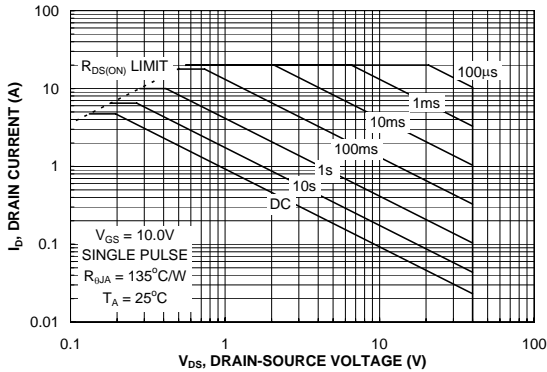 100
R_DS(ON) LIMIT
100µs
10
1ms
10ms
100ms
1
1s
10s
DC
0.1
V_GS = 10.0V
SINGLE PULSE
R_θJA = 135°C/W
T_A = 25°C
0.01
0.1
1
10
100
V_DS, DRAIN-SOURCE VOLTAGE (V)
I_D, DRAIN CURRENT (A)